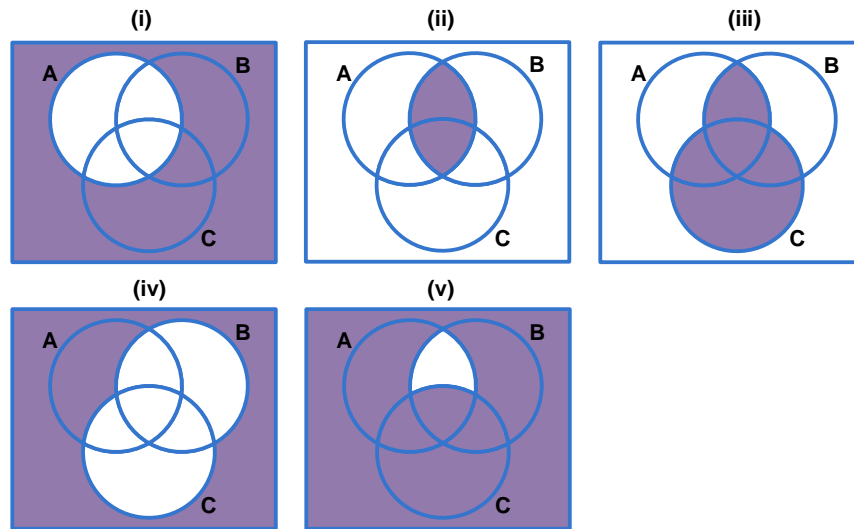 (i) (ii) (iii)
A B A B A B
C C C
(iv) (v)
A B A B
C C